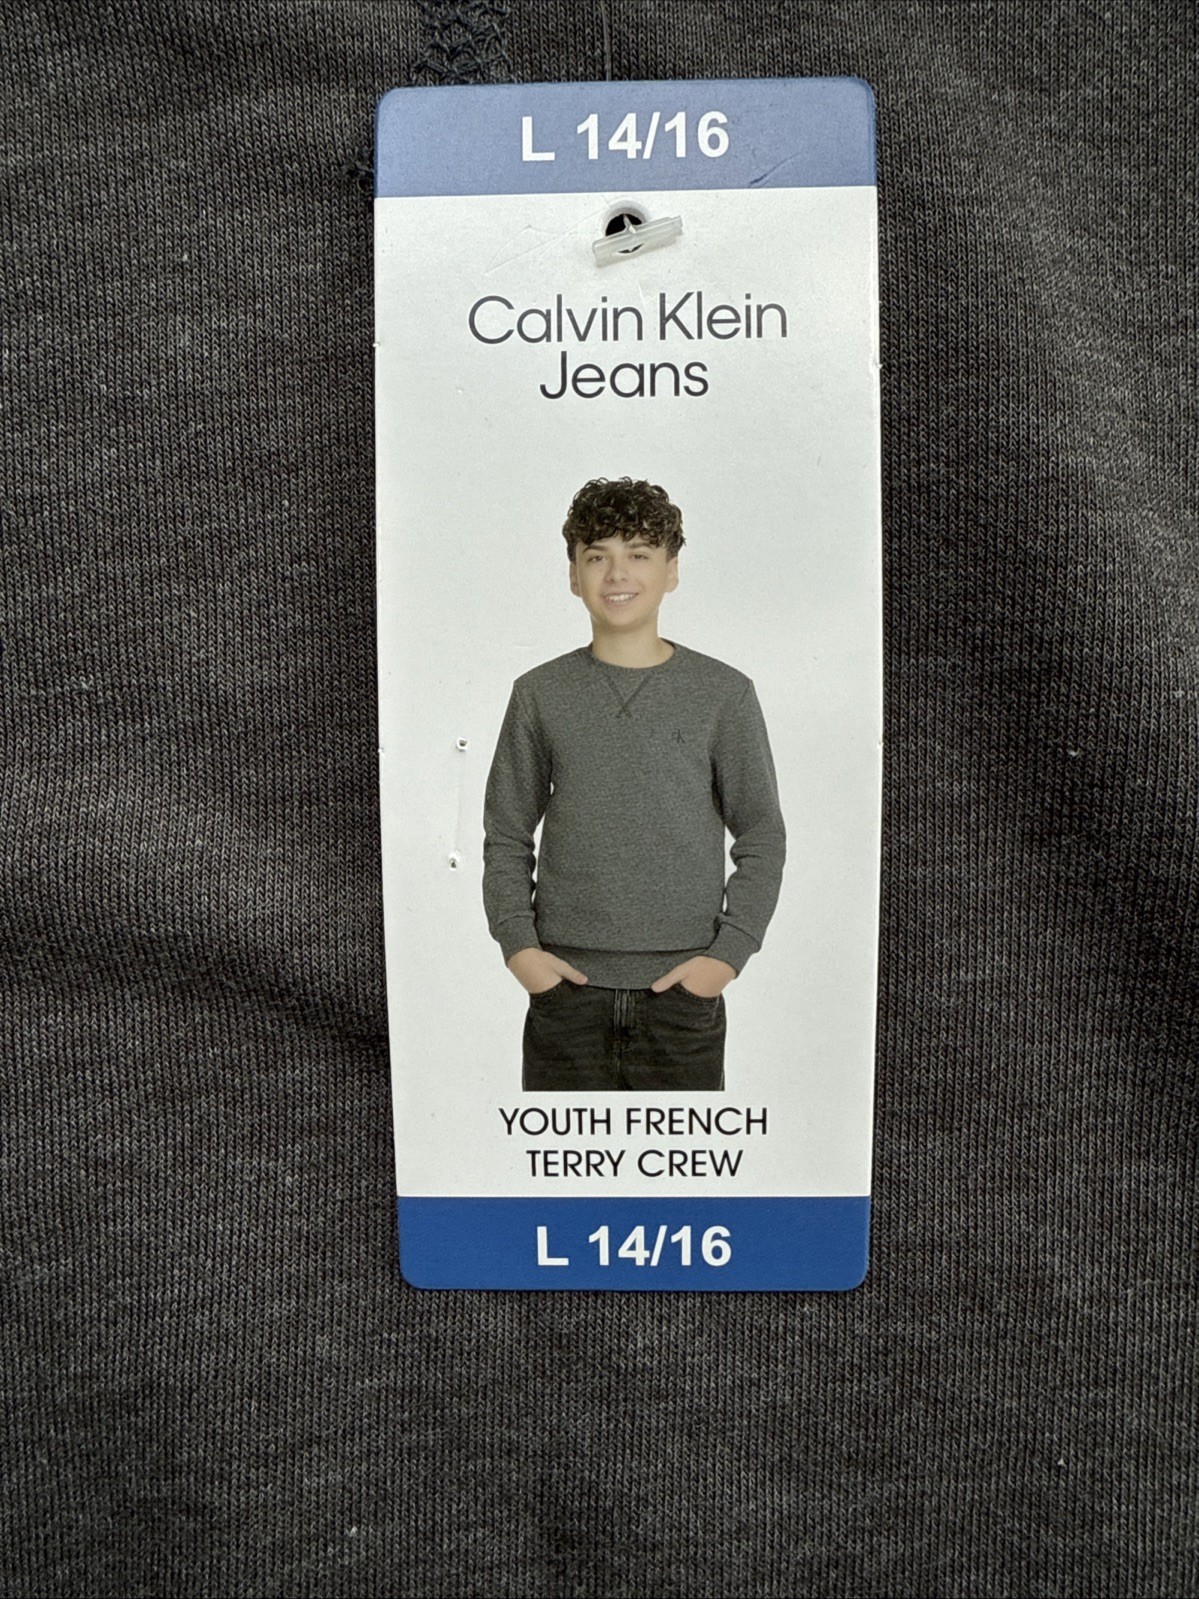 L 14/16
Calvin Klein
Jeans
YOUTH FRENCH
TERRY CREW
L 14/16